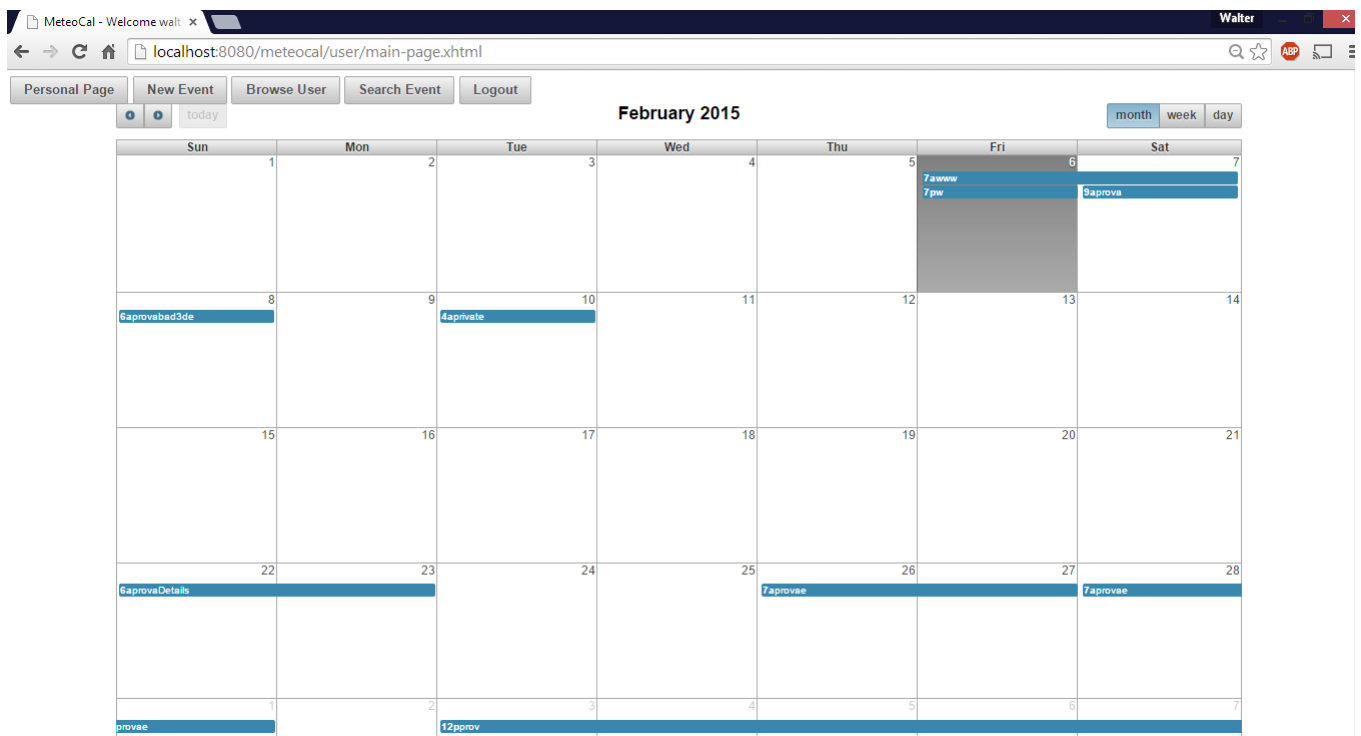 MeteoCal - Welcome walt
Walter
localhost:8080/meteocal/user/main-page.xhtml
ABP
Personal Page New Event Browse User Search Event Logout
today February 2015 month week day
Sun Mon Tue Wed Thu Fri Sat
1 2 3 4 5 6 7
7awww
7pw 9aprova
8 9 10 11 12 13 14
6aprovabad3de 4aprivate
15 16 17 18 19 20 21
22 23 24 25 26 27 28
6aprovaDetails 7aprovae 7aprovae
1 2 3 4 5 6 7
provae 12pprov